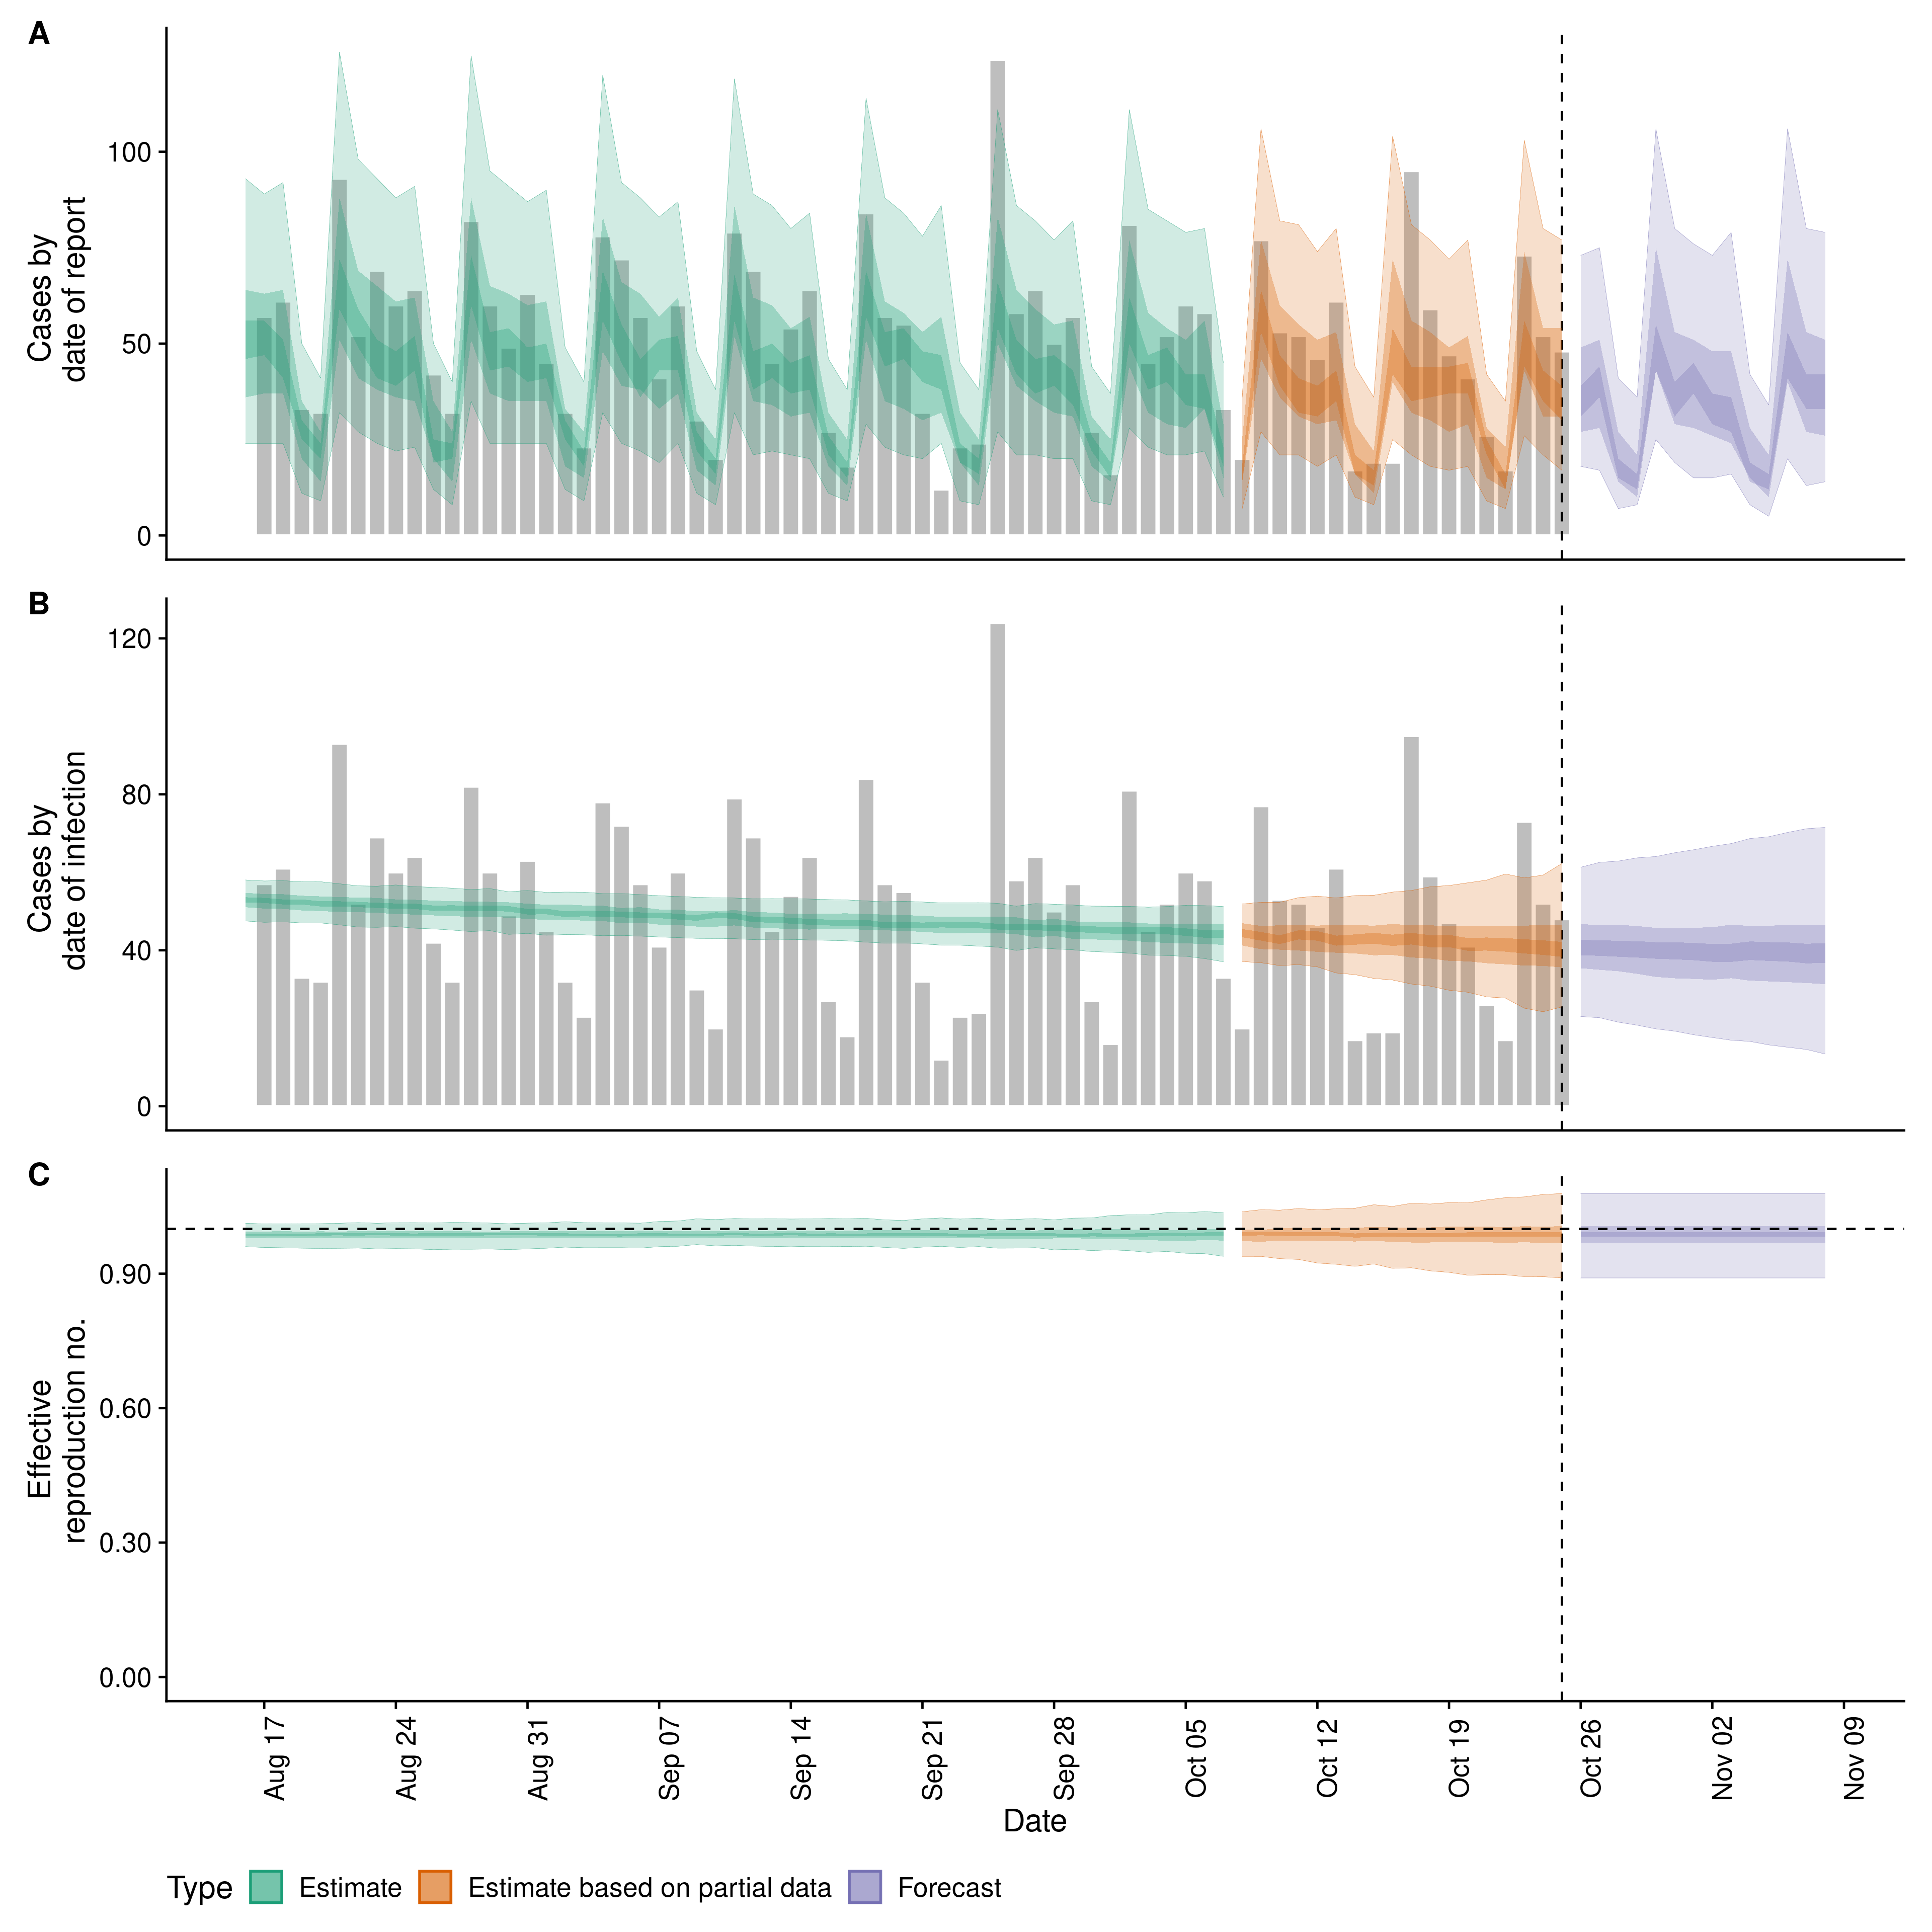 A
Cases by
date of report
100
50
0
B
Cases by
date of infection
120
80
40
0
C
Effective
reproduction no.
0.90
0.60
0.30
0.00
Aug 17
Aug 24
Aug 31
Sep 07
Sep 14
Sep 21
Sep 28
Oct 05
Oct 12
Oct 19
Oct 26
Nov 02
Nov 09
Date
Type Estimate Estimate based on partial data Forecast